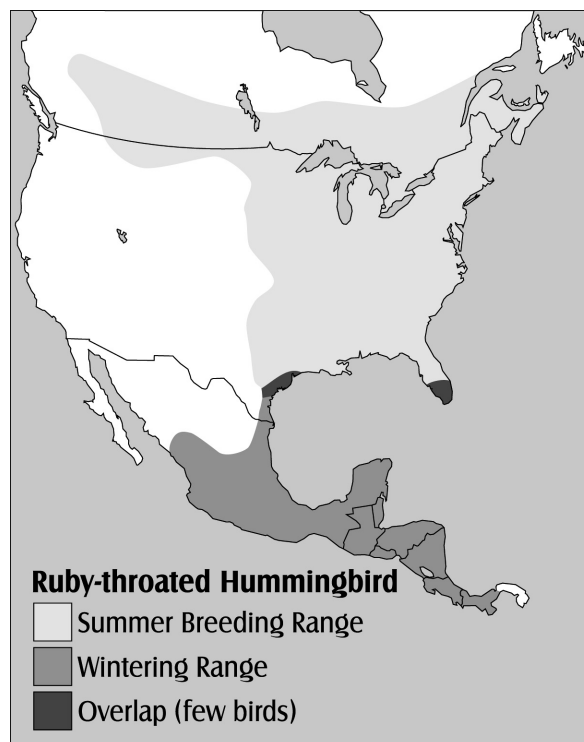 Ruby-throated Hummingbird
Summer Breeding Range
Wintering Range
Overlap (few birds)